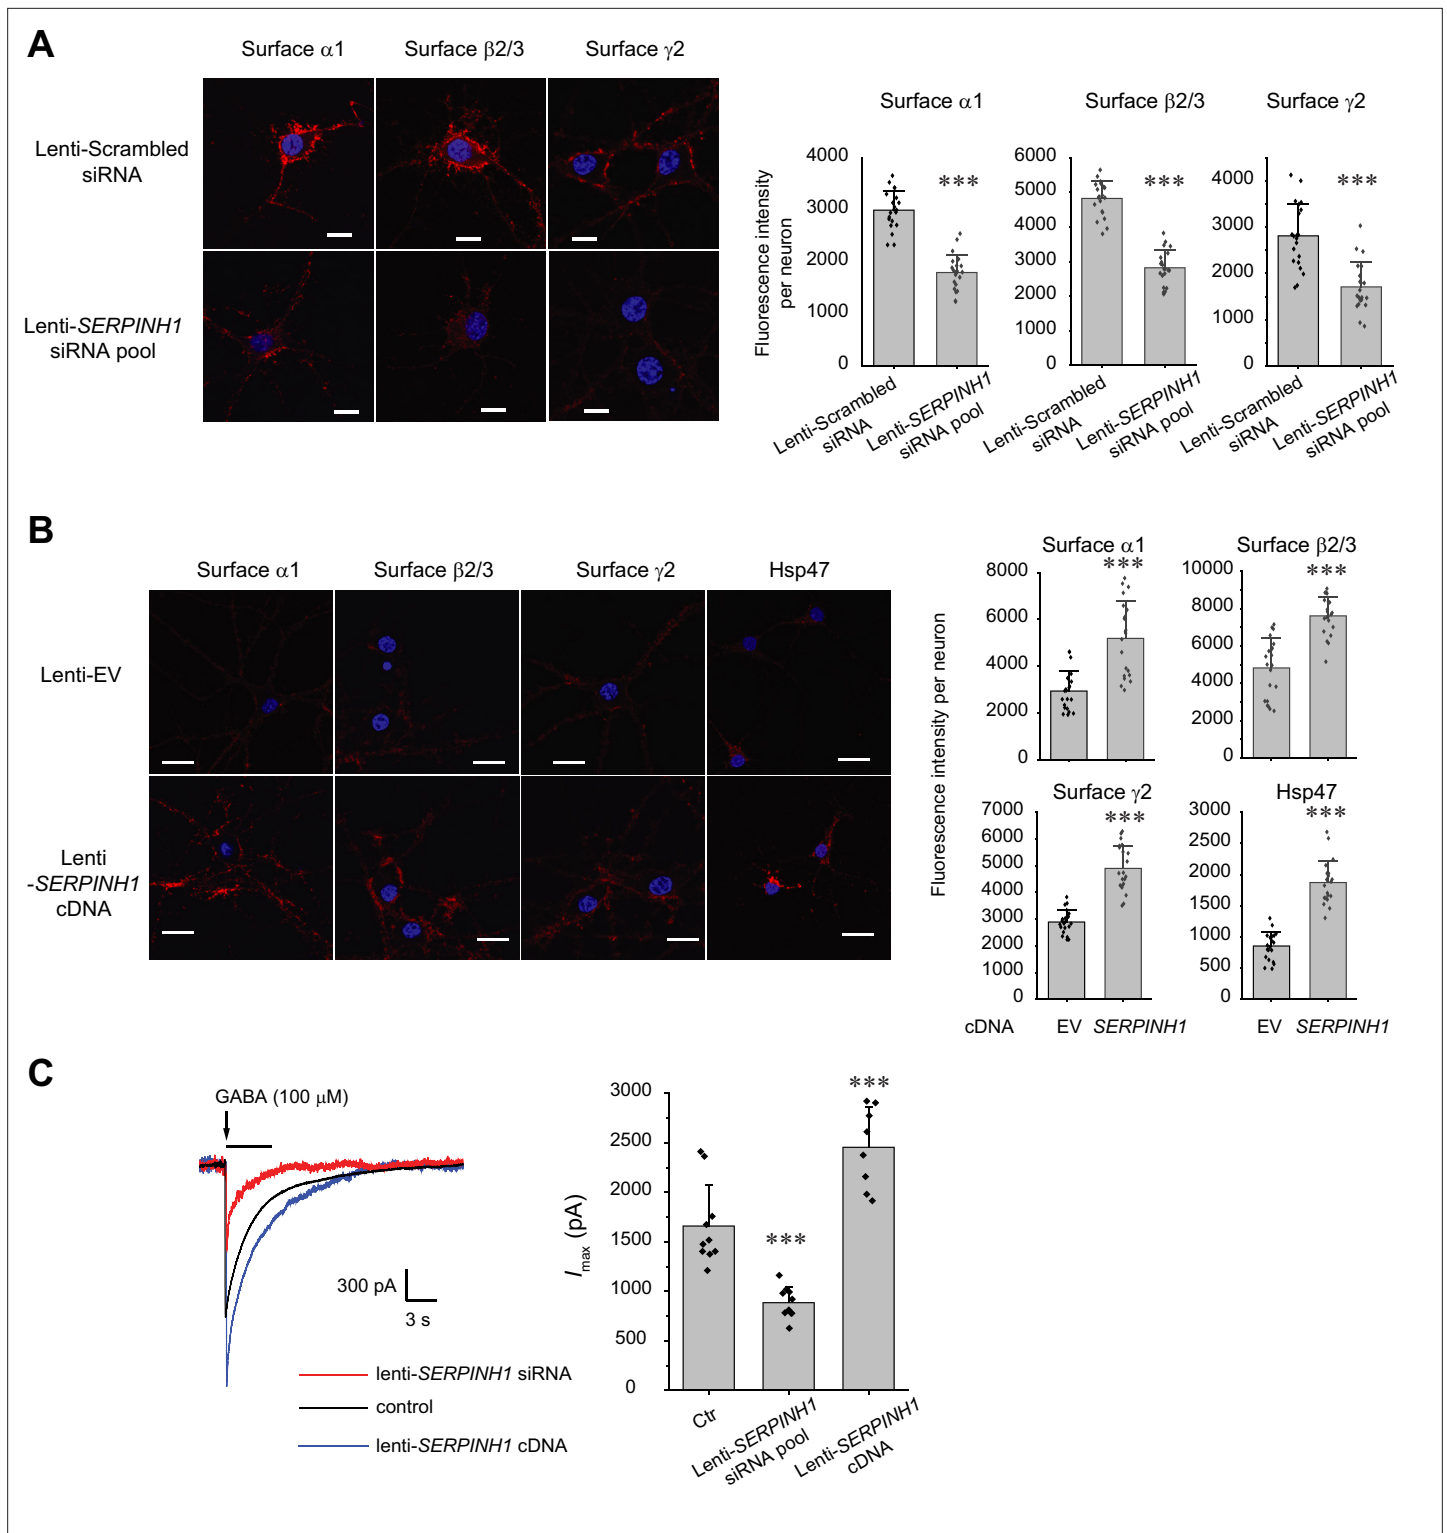 A
Surface α1
Surface β2/3
Surface γ2
Lenti-Scrambled
siRNA
Lenti-SERPINH1
siRNA pool
Surface α1
Surface β2/3
Surface γ2
Fluorescence intensity
per neuron
4000
3000
2000
1000
0
***
Lenti-Scrambled
siRNA
Lenti-SERPINH1
siRNA pool
6000
5000
4000
3000
2000
1000
0
***
Lenti-Scrambled
siRNA
Lenti-SERPINH1
siRNA pool
4000
3000
2000
1000
0
***
Lenti-Scrambled
siRNA
Lenti-SERPINH1
siRNA pool
B
Surface α1
Surface β2/3
Surface γ2
Hsp47
Lenti-EV
Lenti
-SERPINH1
cDNA
Fluorescence intensity per neuron
Surface α1
***
8000
6000
4000
2000
0
Surface β2/3
***
10000
8000
6000
4000
2000
0
Surface γ2
***
7000
6000
5000
4000
3000
2000
1000
0
Hsp47
***
3000
2500
2000
1500
1000
500
0
cDNA
EV
SERPINH1
EV
SERPINH1
C
GABA (100 μM)
300 pA
3 s
lenti-SERPINH1 siRNA
control
lenti-SERPINH1 cDNA
Imax (pA)
3000
2500
2000
1500
1000
500
0
***
***
Ctr
Lenti-SERPINH1
siRNA pool
Lenti-SERPINH1
cDNA